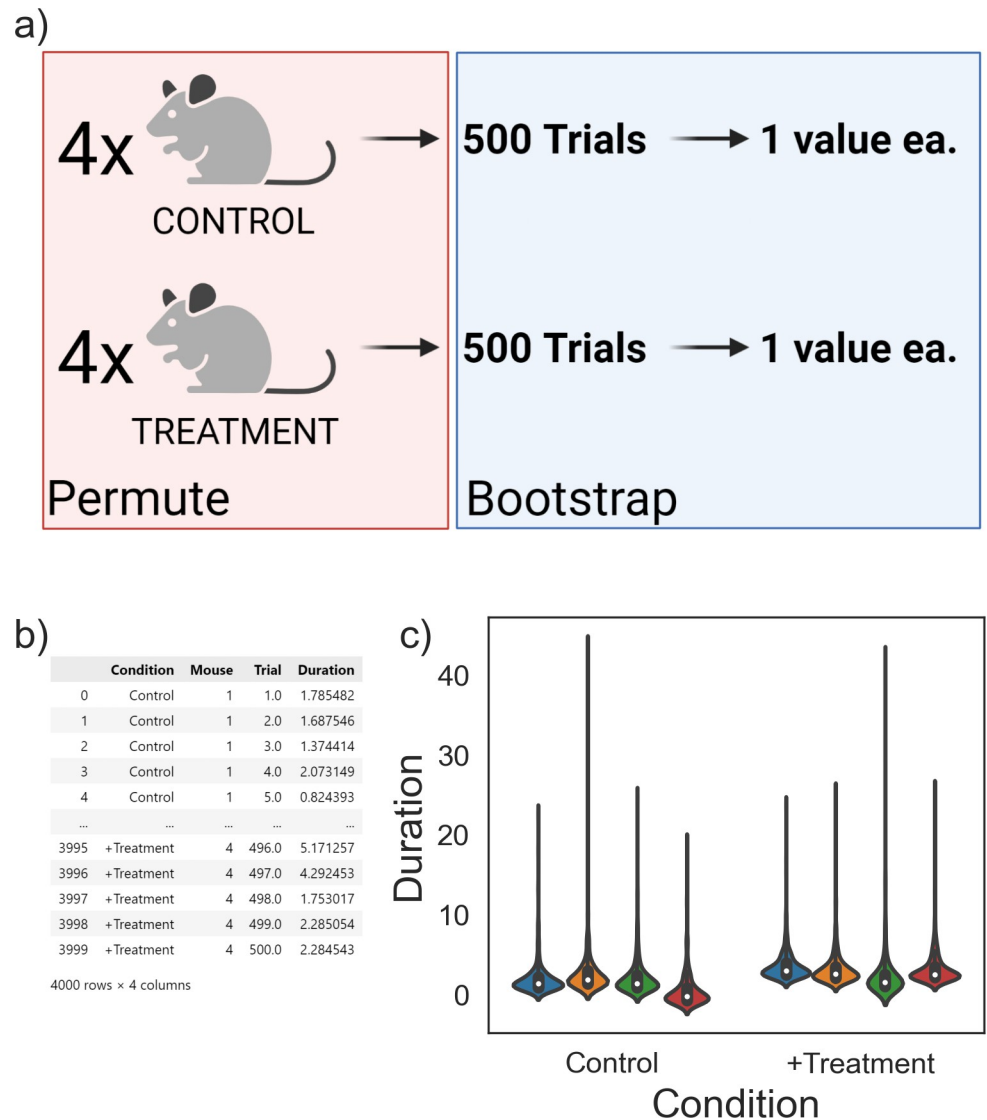 a)
4x
500 Trials
1 value ea.
CONTROL
4x
500 Trials
1 value ea.
TREATMENT
Permute
Bootstrap
b)
Condition Mouse Trial Duration
0 Control 1 1.0 1.785482
1 Control 1 2.0 1.687546
2 Control 1 3.0 1.374414
3 Control 1 4.0 2.073149
4 Control 1 5.0 0.824393
... ... ... ... ...
3995 +Treatment 4 496.0 5.171257
3996 +Treatment 4 497.0 4.292453
3997 +Treatment 4 498.0 1.753017
3998 +Treatment 4 499.0 2.285054
3999 +Treatment 4 500.0 2.284543
4000 rows × 4 columns
c)
Duration
40
30
20
10
0
Control
+Treatment
Condition